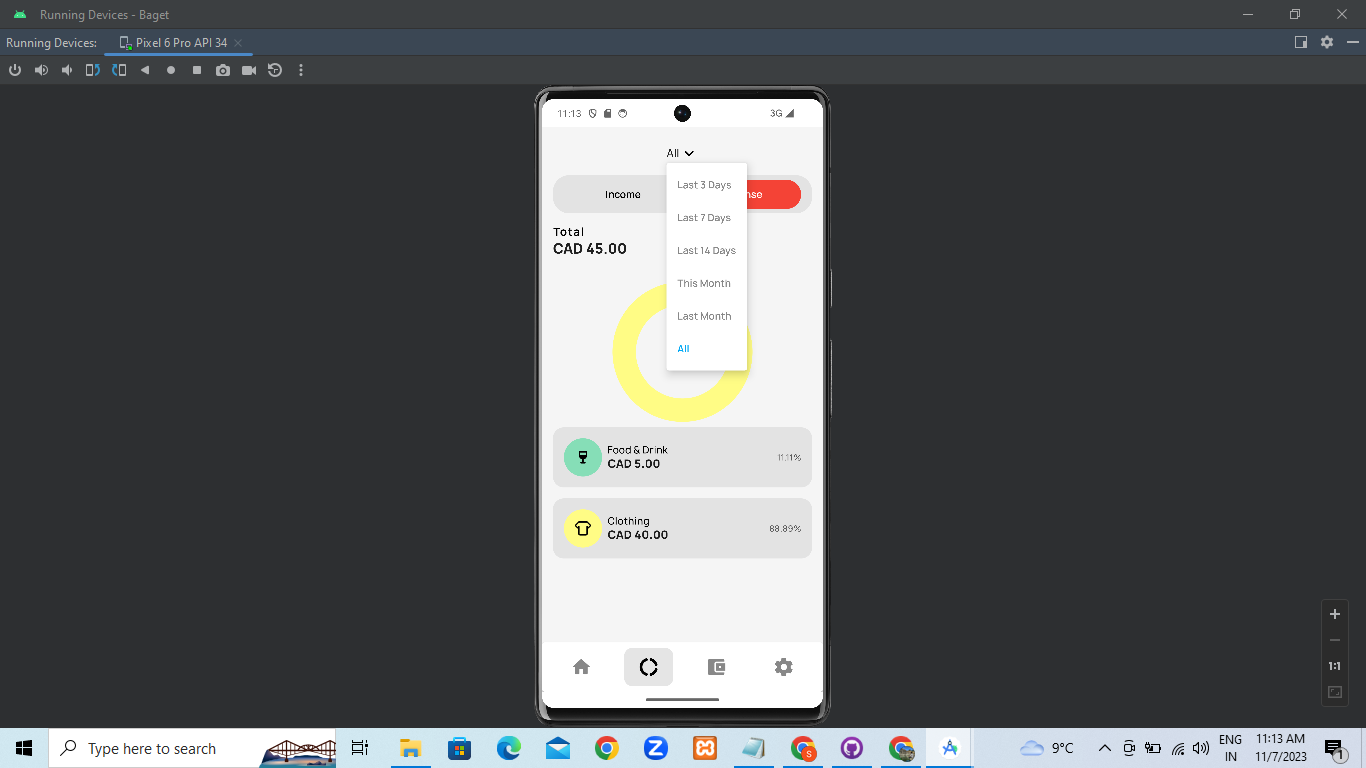 Running Devices - Baget
Running Devices:
Pixel 6 Pro API 34
11:13
3G
All
Last 3 Days
Income
nse
Last 7 Days
Total
CAD 45.00
Last 14 Days
This Month
Last Month
All
Food & Drink
CAD 5.00
11.11%
Clothing
CAD 40.00
88.89%
1:1
Type here to search
9°C
ENG
IN
11:13 AM
11/7/2023
1